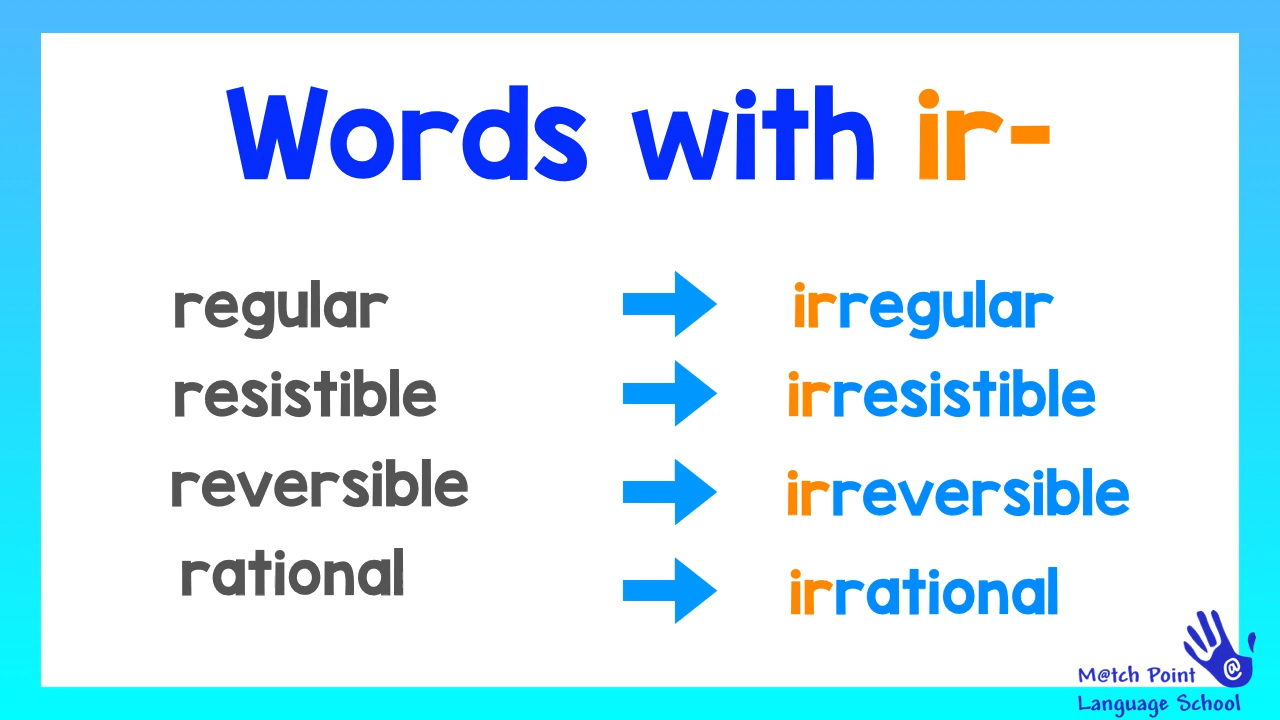 Words with ir-
regular irregular
resistible irresistible
reversible irreversible
rational irrational
M@tch Point
@
Language School